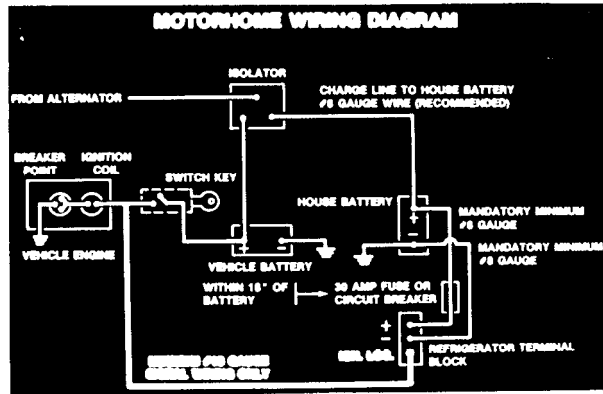 MOTORHOME WIRING DIAGRAM
ISOLATOR
FROM ALTERNATOR
CHARGE LINE TO HOUSE BATTERY
#6 GAUGE WIRE (RECOMMENDED)
BREAKER
POINT
IGNITION
COIL
SWITCH KEY
VEHICLE ENGINE
HOUSE BATTERY
+
-
MANDATORY MINIMUM
GAUGE
MANDATORY MINIMUM
GAUGE
+ -
VEHICLE BATTERY
WITHIN 18" OF
BATTERY
30 AMP FUSE OR
CIRCUIT BREAKER
+
-
REFRIGERATOR TERMINAL
BLOCK
GAUGE
ONLY